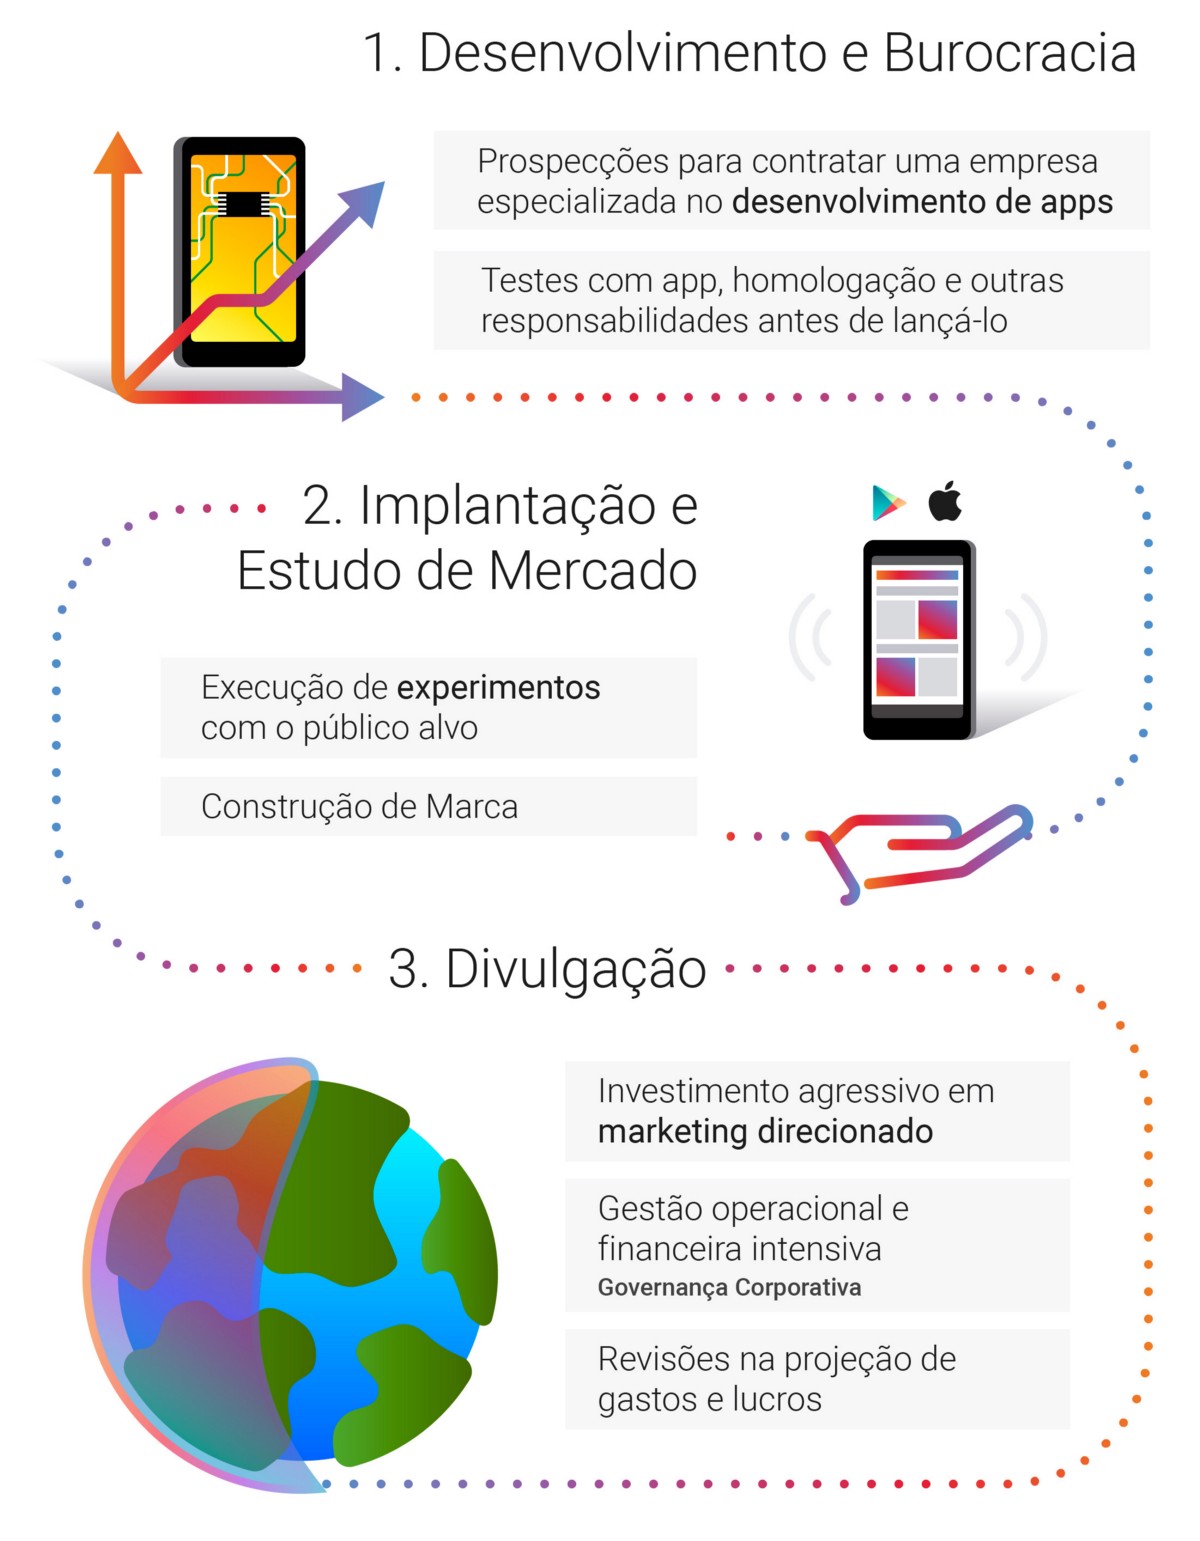 1. Desenvolvimento e Burocracia
Prospecções para contratar uma empresa
especializada no desenvolvimento de apps
Testes com app, homologação e outras
responsabilidades antes de lançá-lo
2. Implantação e
Estudo de Mercado
Execução de experimentos
com o público alvo
Construção de Marca
3. Divulgação
Investimento agressivo em
marketing direcionado
Gestão operacional e
financeira intensiva
Governança Corporativa
Revisões na projeção de
gastos e lucros